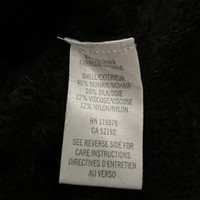 SHELL/EXTERIEUR
40% MOHAIR/MOHAIR
26% SILK/SOIE
22% VISCOSE/VISCOSE
12% NYLON/NYLON
RN 119376
CA 52192
SEE REVERSE SIDE FOR
CARE INSTRUCTIONS
DIRECTIVES D'ENTRETIEN
AU VERSO